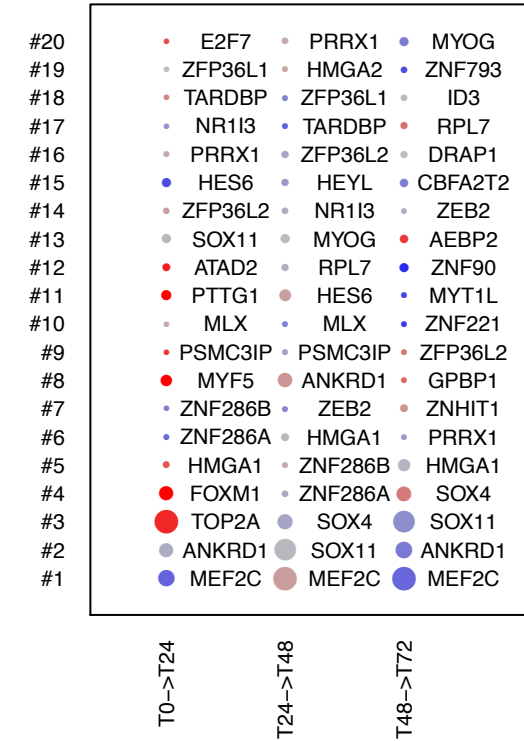 #20 E2F7 PRRX1 MYOG
#19 ZFP36L1 HMGA2 ZNF793
#18 TARDBP ZFP36L1 ID3
#17 NR1I3 TARDBP RPL7
#16 PRRX1 ZFP36L2 DRAP1
#15 HES6 HEYL CBFA2T2
#14 ZFP36L2 NR1I3 ZEB2
#13 SOX11 MYOG AEBP2
#12 ATAD2 RPL7 ZNF90
#11 PTTG1 HES6 MYT1L
#10 MLX MLX ZNF221
#9 PSMC3IP PSMC3IP ZFP36L2
#8 MYF5 ANKRD1 GPBP1
#7 ZNF286B ZEB2 ZNHIT1
#6 ZNF286A HMGA1 PRRX1
#5 HMGA1 ZNF286B HMGA1
#4 FOXM1 ZNF286A SOX4
#3 TOP2A SOX4 SOX11
#2 ANKRD1 SOX11 ANKRD1
#1 MEF2C MEF2C MEF2C
T0−>T24
T24−>T48
T48−>T72